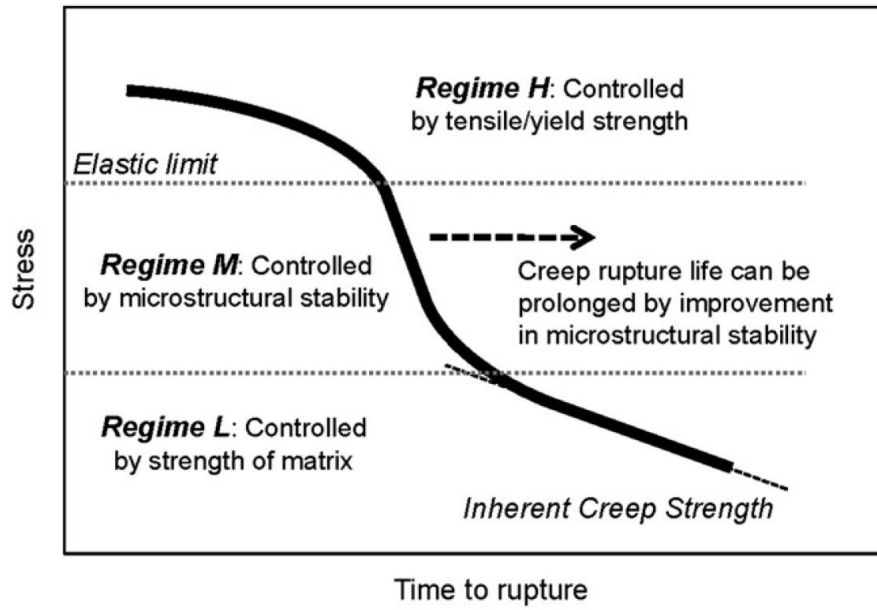 Regime H: Controlled
by tensile/yield strength
Elastic limit
Regime M: Controlled
by microstructural stability
Creep rupture life can be
prolonged by improvement
in microstructural stability
Regime L: Controlled
by strength of matrix
Inherent Creep Strength
Stress
Time to rupture